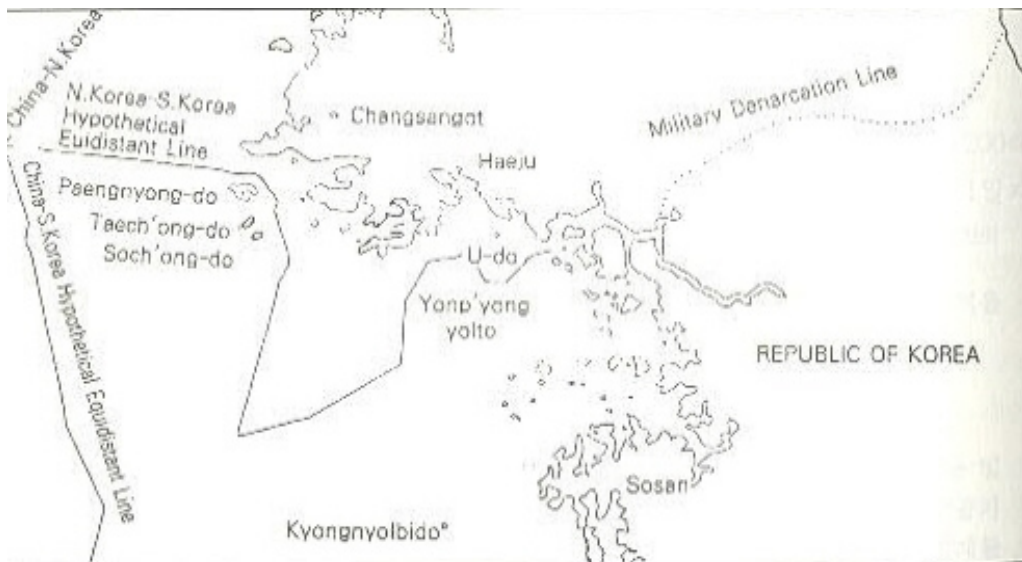 China-N.Korea
N.Korea-S.Korea
Hypothetical
Euidistant Line
Changsangot
Military Denarcation Line
Haeju
Paengnyong-do
Taech'ong-do
Soch'ong-do
U-do
Yonp'yong
yolto
China-S.Korea Hypothetical Equidistant Line
REPUBLIC OF KOREA
Sosan
Kyongnyolbido